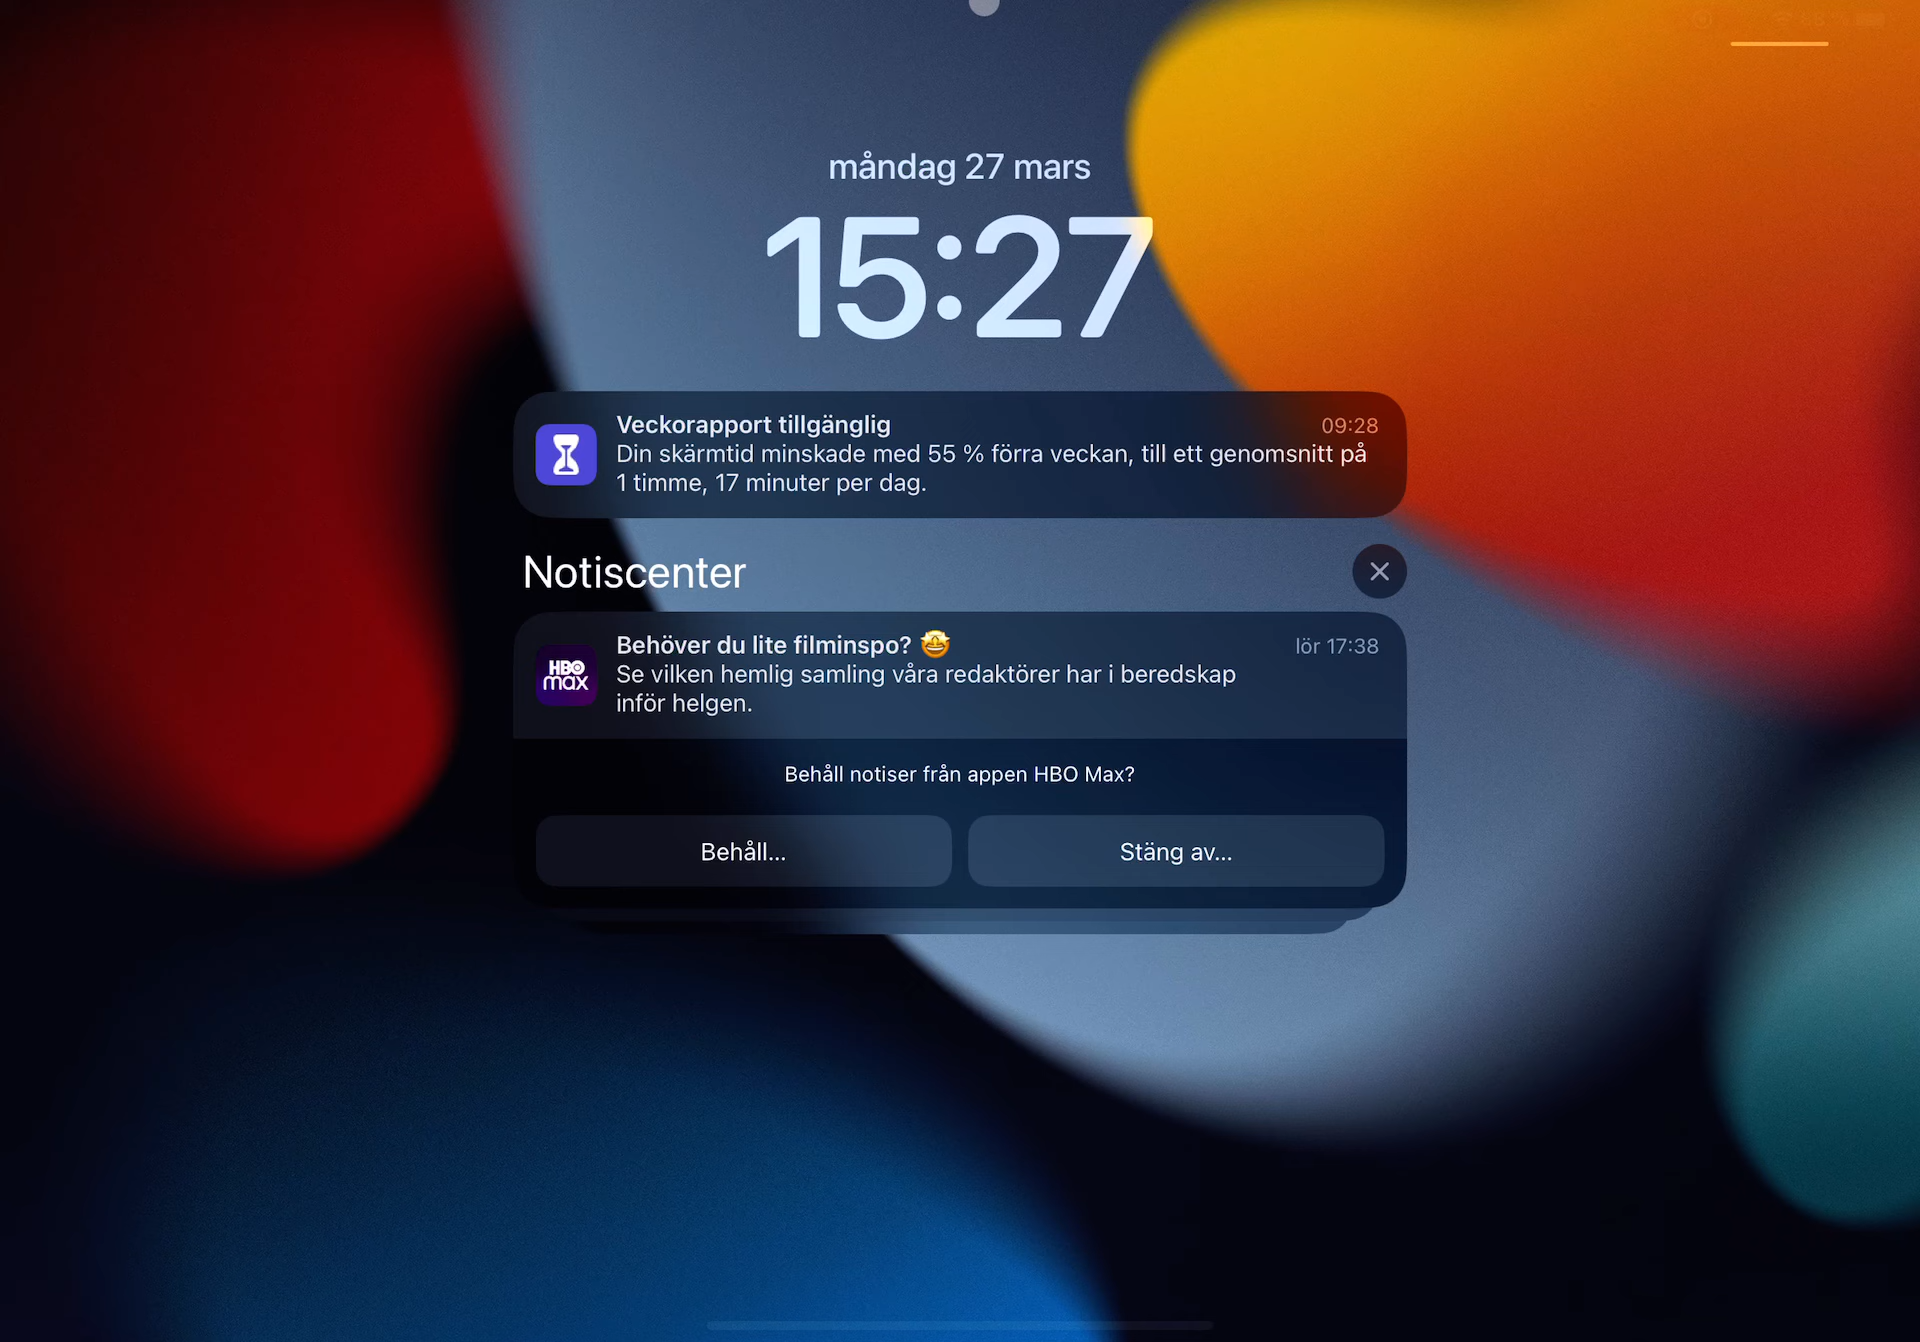 måndag 27 mars
15:27
Veckorapport tillgänglig
09:28
Din skärmtid minskade med 55 % förra veckan, till ett genomsnitt på
1 timme, 17 minuter per dag.
Notiscenter
Behöver du lite filminspo? 🤩
lör 17:38
HBO
max
Se vilken hemlig samling våra redaktörer har i beredskap
inför helgen.
Behåll notiser från appen HBO Max?
Behåll...
Stäng av...